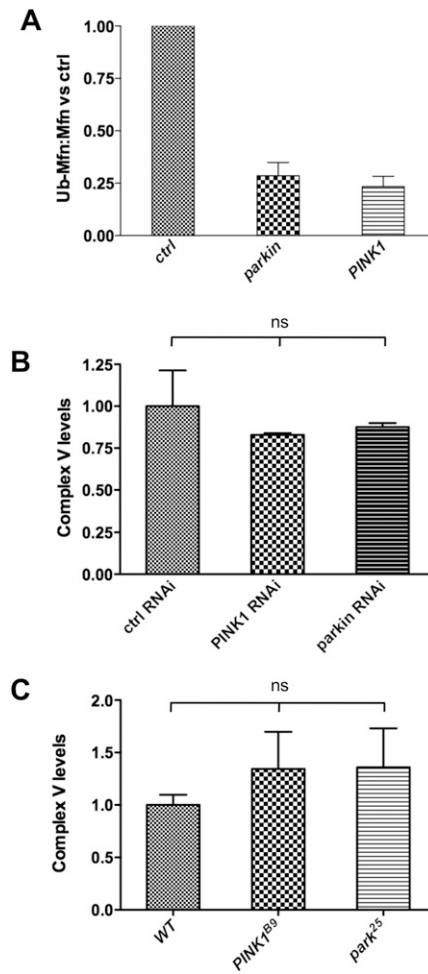 A
Ub-Mfn:Mfn vs ctrl
1.00
0.75
0.50
0.25
0.00
ctrl
parkin
PINK1
ns
B
Complex V levels
1.25
1.00
0.75
0.50
0.25
0.00
ctrl RNAi
PINK1 RNAi
parkin RNAi
ns
C
Complex V levels
2.0
1.5
1.0
0.5
0.0
WT
PINK1ᴮ⁹
park²⁵